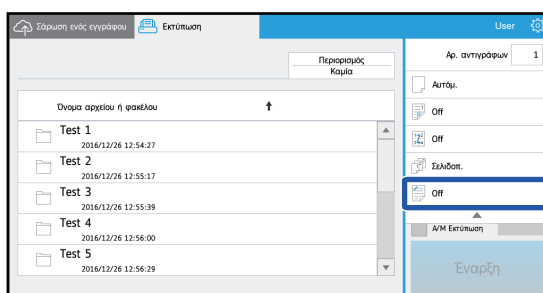 Σάρωση ενός εγγράφου
Εκτύπωση
User
Περιορισμός
Καμία
Όνομα αρχείου ή φακέλου
Test 1
2016/12/26 12:54:27
Test 2
2016/12/26 12:55:17
Test 3
2016/12/26 12:55:39
Test 4
2016/12/26 12:56:00
Test 5
2016/12/26 12:56:29
Αρ. αντιγράφων 1
Αυτόμ.
Off
Off
Σελιδοπ.
Off
Α/Μ Εκτύπωση
Έναρξη